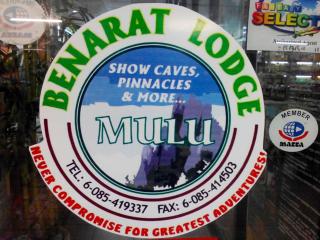 BENARAT LODGE
SHOW CAVES,
PINNACLES
& MORE...
MULU
TEL: 6-085-419337 FAX: 6-085-414503
NEVER COMPROMISE FOR GREATEST ADVENTURES!
SELECT
MEMBER